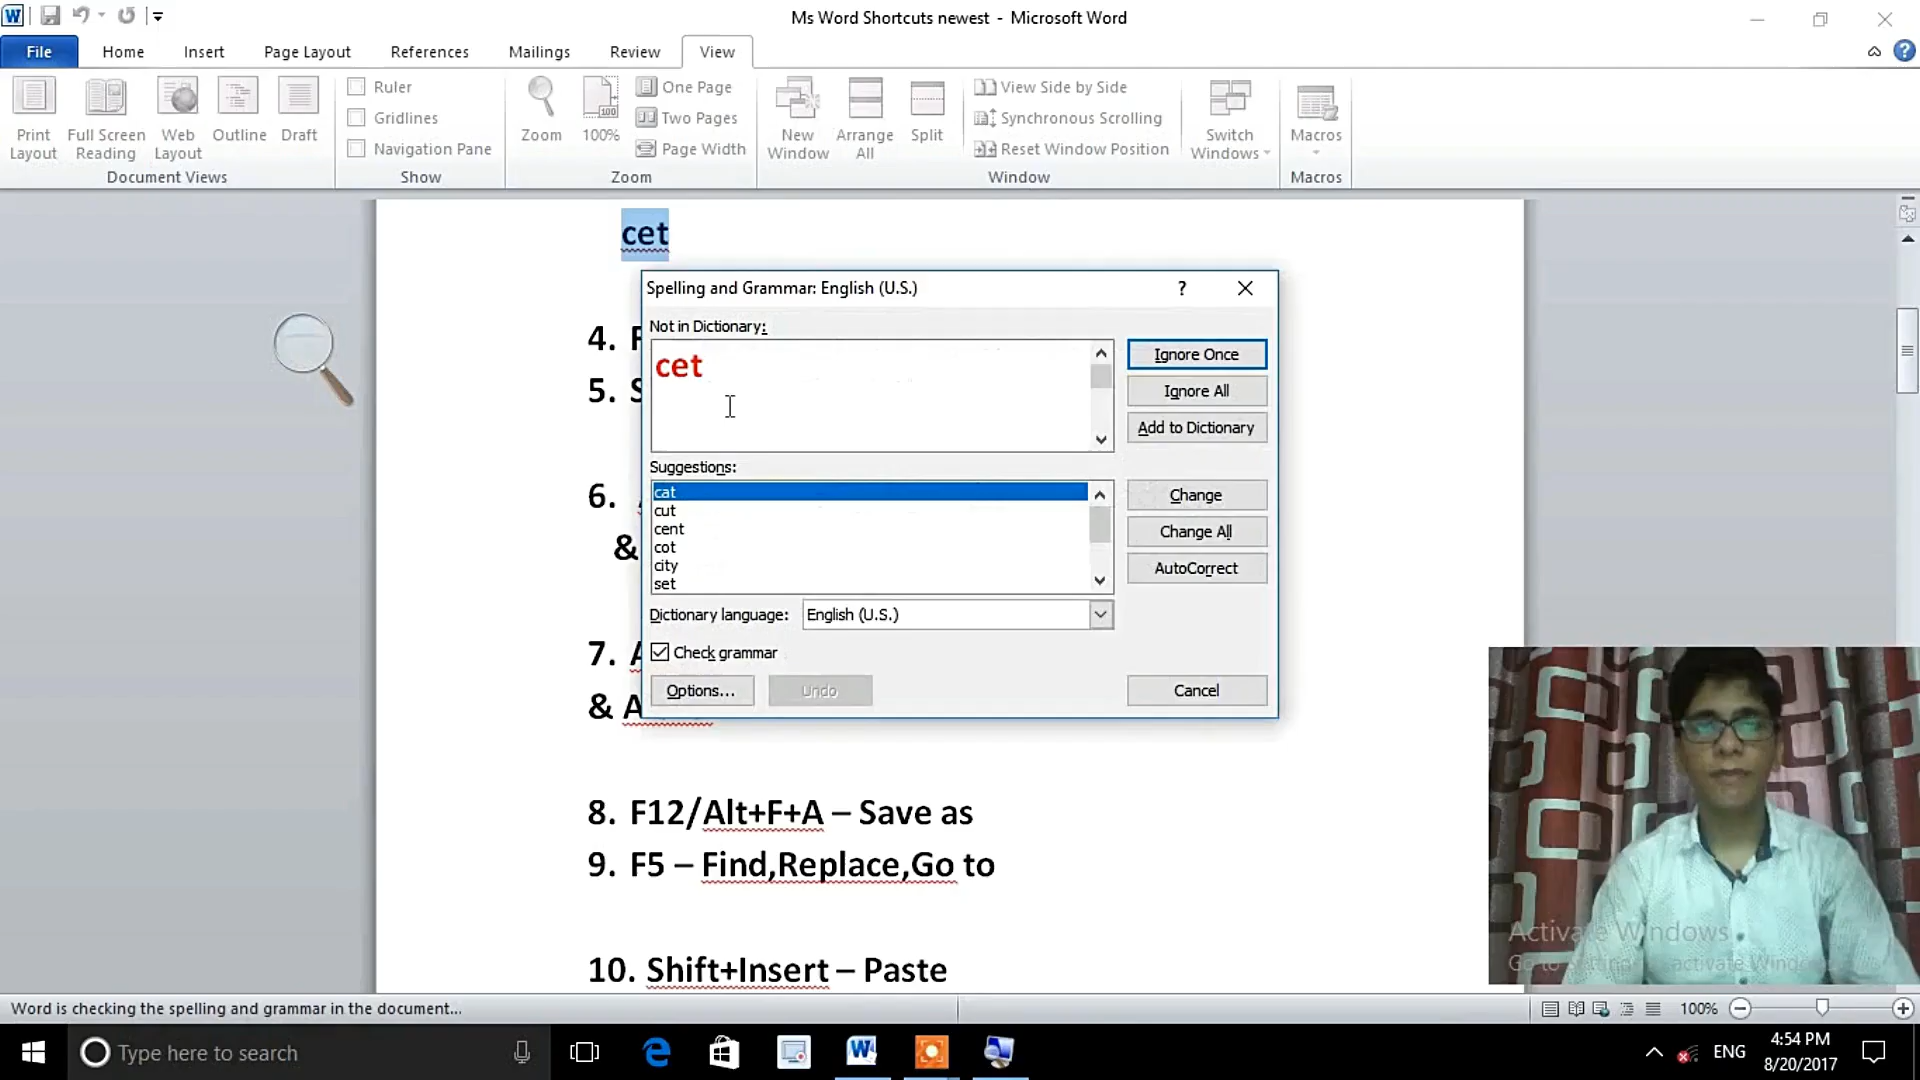 Ms Word Shortcuts newest - Microsoft Word
File Home Insert Page Layout References Mailings Review View
Print Layout Full Screen Reading Web Layout Outline Draft
Document Views
Ruler
Gridlines
Navigation Pane
Show
Zoom 100%
One Page
Two Pages
Page Width
Zoom
New Window Arrange All Split
View Side by Side
Synchronous Scrolling
Reset Window Position
Window
Switch Windows
Macros
Macros
cet
Spelling and Grammar: English (U.S.)
Not in Dictionary:
cet
Ignore Once
Ignore All
Add to Dictionary
Suggestions:
cat
cut
cent
cot
city
set
Change
Change All
AutoCorrect
Dictionary language: English (U.S.)
Check grammar
Options... Undo Cancel
4.
5. S
6.
&
7. A
& A
8. F12/Alt+F+A – Save as
9. F5 – Find,Replace,Go to
10. Shift+Insert – Paste
Activate Windows
Word is checking the spelling and grammar in the document...
100%
Type here to search
ENG
4:54 PM
8/20/2017